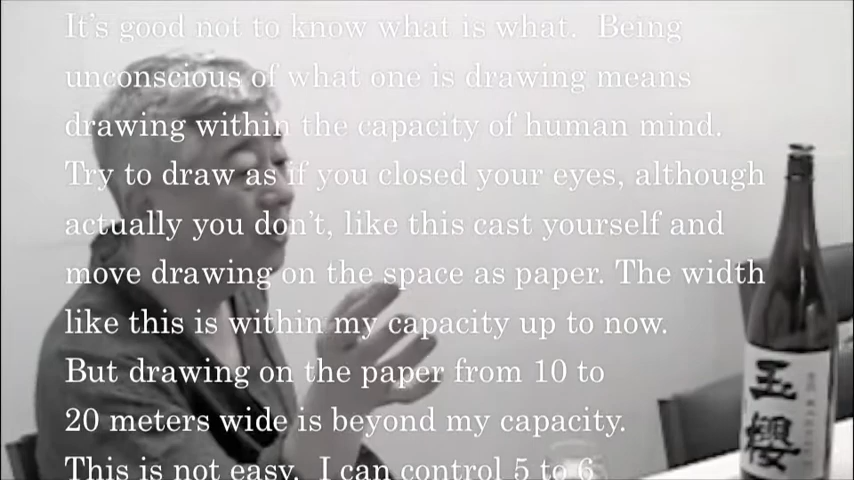 It's good not to know what is what.  Being
unconscious of what one is drawing means
drawing within the capacity of human mind.
Try to draw as if you closed your eyes, although
actually you don't, like this cast yourself and
move drawing on the space as paper. The width
like this is within my capacity up to now.
But drawing on the paper from 10 to
20 meters wide is beyond my capacity.
This is not easy.  I can control 5 to 6
玉櫻